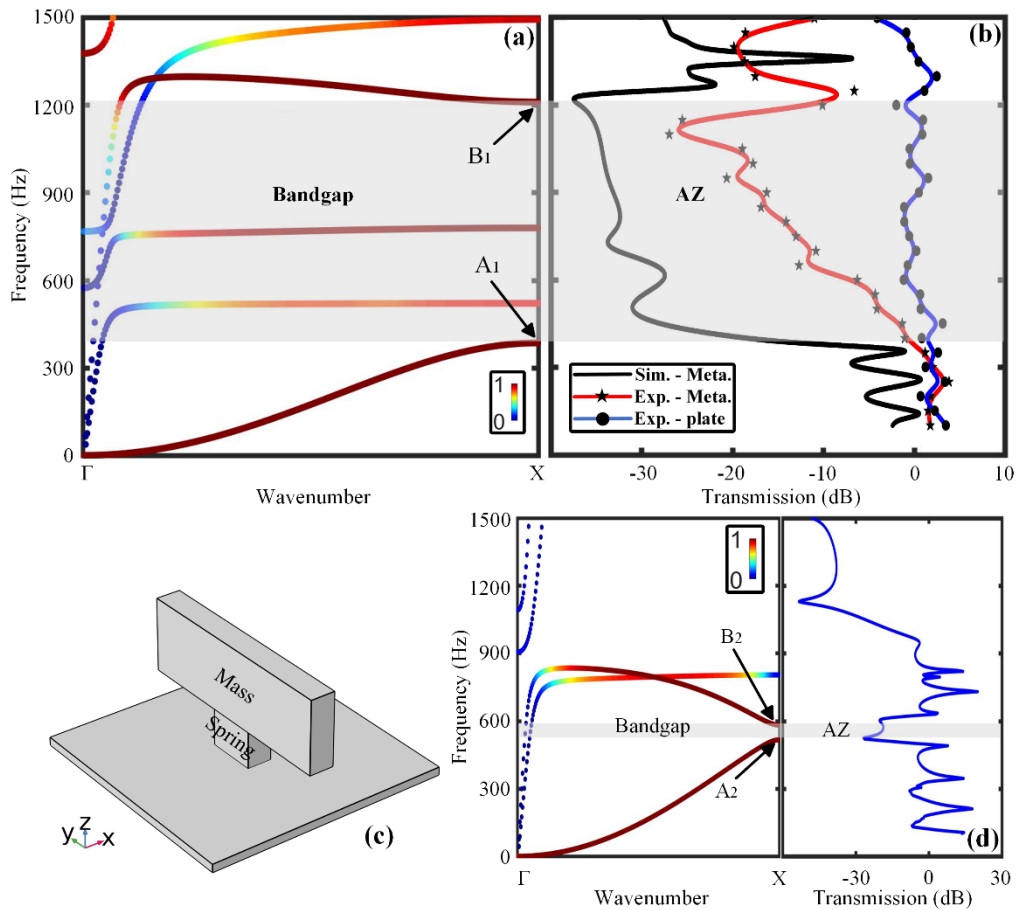 1500
1200
900
600
300
0
Frequency (Hz)
(a)
B1
Bandgap
A1
1
0
Γ
X
Wavenumber
(b)
AZ
Sim. - Meta.
Exp. - Meta.
Exp. - plate
-30
-20
-10
0
10
Transmission (dB)
Mass
Spring
z
y
x
(c)
1500
1200
900
600
300
0
Frequency (Hz)
1
0
B2
Bandgap
A2
Γ
X
Wavenumber
AZ
(d)
-30
0
30
Transmission (dB)